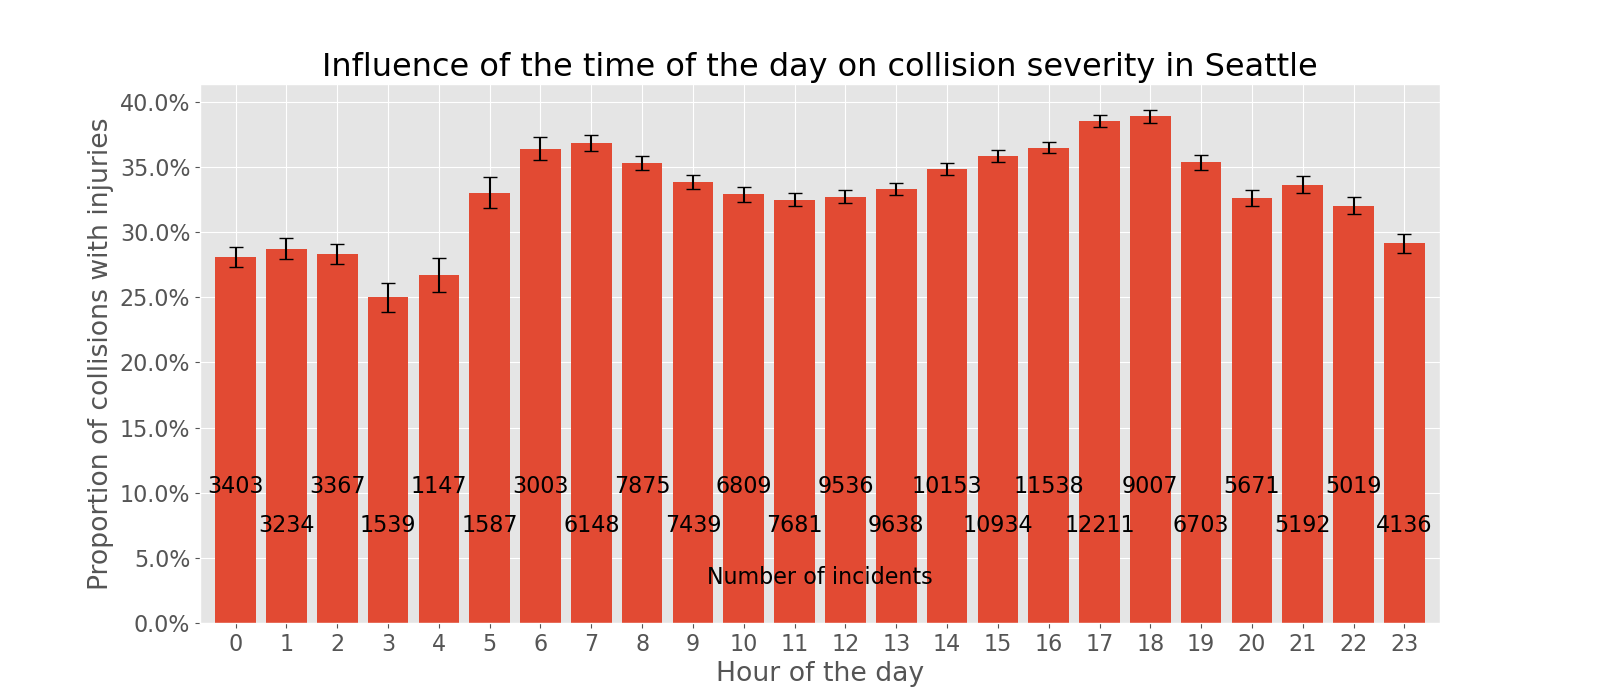 Influence of the time of the day on collision severity in Seattle
Proportion of collisions with injuries
40.0%
35.0%
30.0%
25.0%
20.0%
15.0%
10.0%
5.0%
0.0%
3403 3367 1147 3003 7875 6809 9536 10153 11538 9007 5671 5019
3234 1539 1587 6148 7439 7681 9638 10934 12211 6703 5192 4136
Number of incidents
0 1 2 3 4 5 6 7 8 9 10 11 12 13 14 15 16 17 18 19 20 21 22 23
Hour of the day